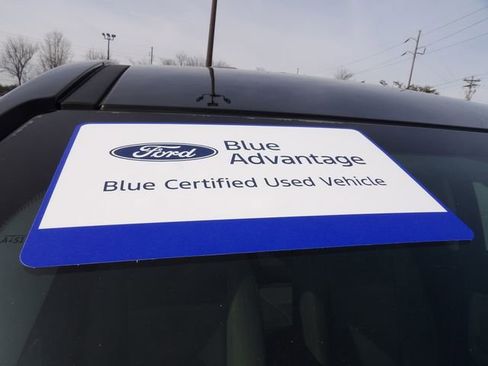 Ford
Blue
Advantage
Blue Certified Used Vehicle